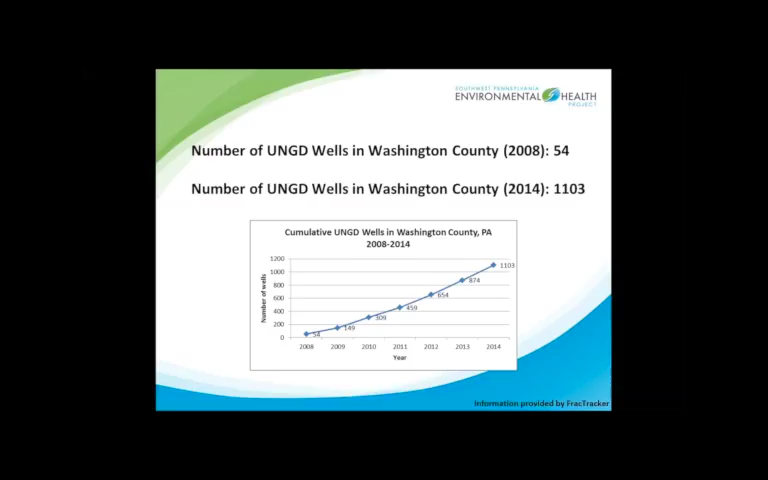 SOUTHWEST PENNSYLVANIA
ENVIRONMENTAL HEALTH
PROJECT
Number of UNGD Wells in Washington County (2008): 54
Number of UNGD Wells in Washington County (2014): 1103
Cumulative UNGD Wells in Washington County, PA
2008-2014
Number of wells
1200
1000
800
600
400
200
0
54
149
309
459
654
874
1103
2008 2009 2010 2011 2012 2013 2014
Year
Information provided by FracTracker